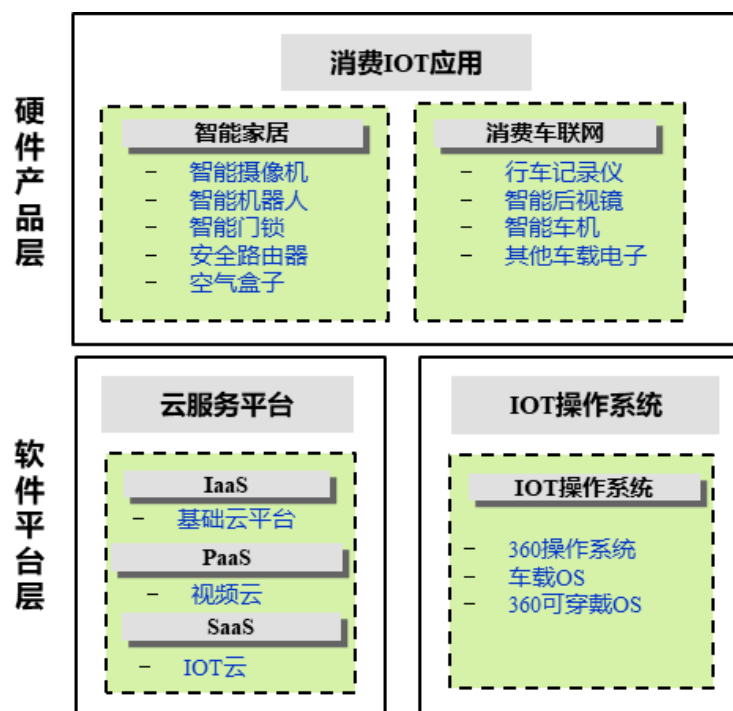 硬件产品层
消费IOT应用
智能家居
- 智能摄像机
- 智能机器人
- 智能门锁
- 安全路由器
- 空气盒子
消费车联网
- 行车记录仪
- 智能后视镜
- 智能车机
- 其他车载电子
软件平台层
云服务平台
IaaS
- 基础云平台
PaaS
- 视频云
SaaS
- IOT云
IOT操作系统
IOT操作系统
- 360操作系统
- 车载OS
- 360可穿戴OS